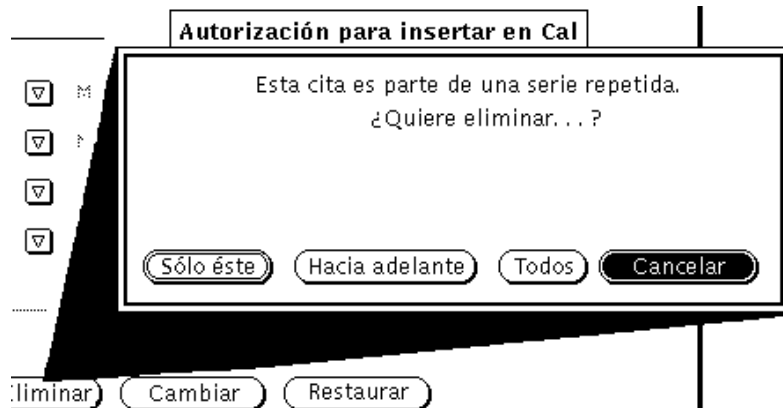 Autorización para insertar en Cal
Esta cita es parte de una serie repetida.
¿Quiere eliminar. . . ?
Sólo éste Hacia adelante Todos Cancelar
Cambiar Restaurar